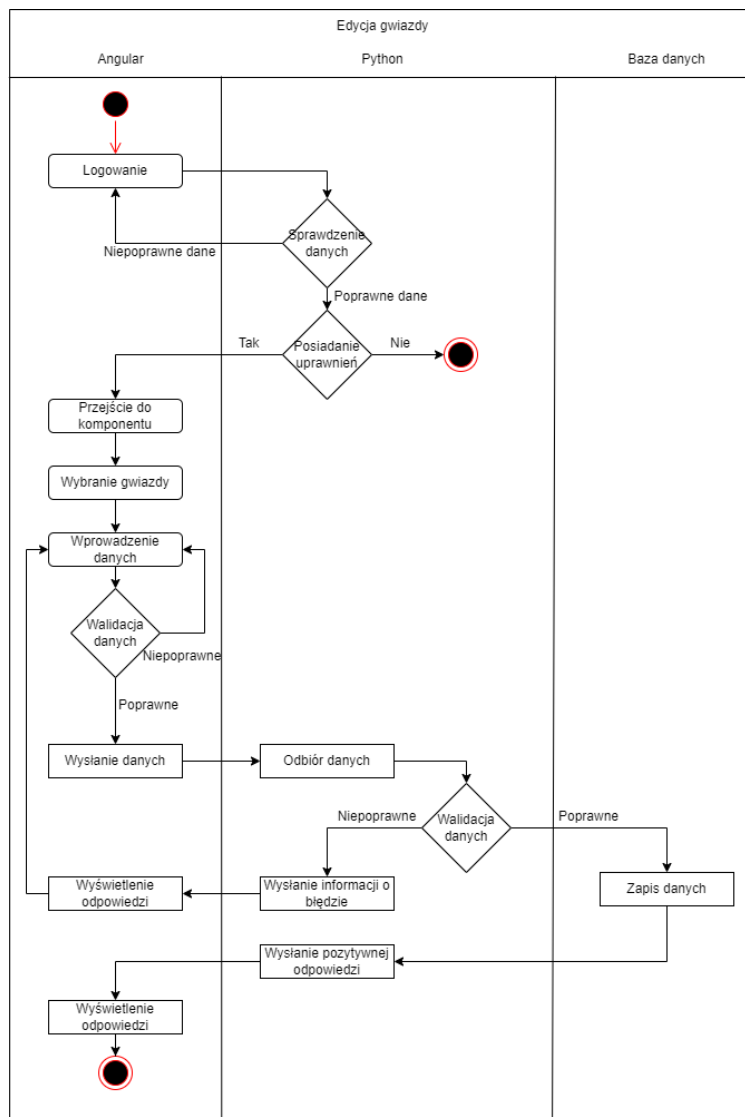 Edycja gwiazdy
Angular
Python
Baza danych
Logowanie
Sprawdzenie
danych
Niepoprawne dane
Poprawne dane
Posiadanie
uprawnień
Tak
Nie
Przejście do
komponentu
Wybranie gwiazdy
Wprowadzenie
danych
Walidacja
danych
Niepoprawne
Poprawne
Wysłanie danych
Odbiór danych
Walidacja
danych
Niepoprawne
Poprawne
Wyświetlenie
odpowiedzi
Wysłanie informacji o
błędzie
Zapis danych
Wysłanie pozytywnej
odpowiedzi
Wyświetlenie
odpowiedzi